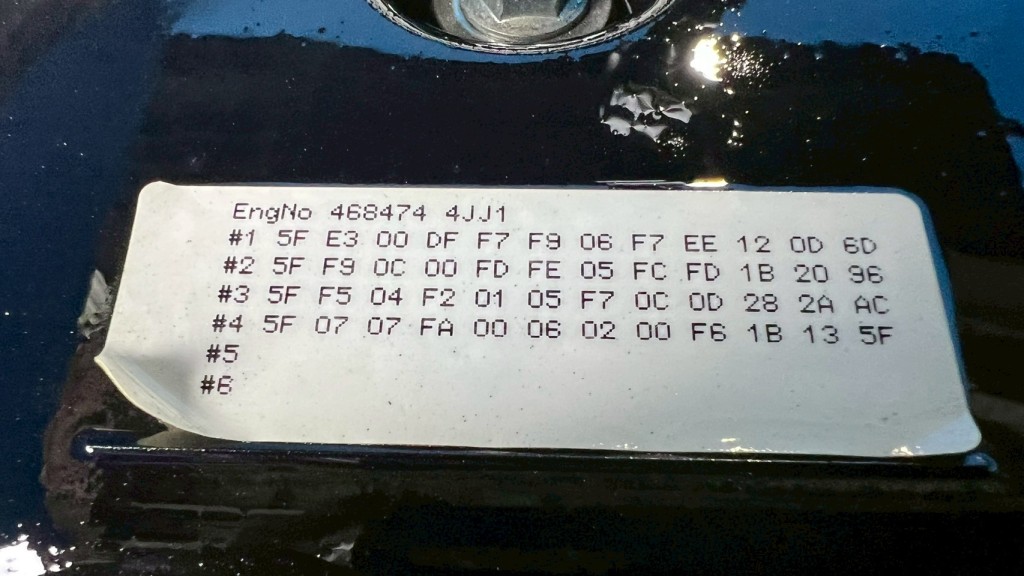 EngNo 468474 4JJ1
#1 5F E3 00 DF F7 F9 06 F7 EE 12 0D 6D
#2 5F F9 0C 00 FD FE 05 FC FD 1B 20 96
#3 5F F5 04 F2 01 05 F7 0C 0D 28 2A AC
#4 5F 07 07 FA 00 06 02 00 F6 1B 13 5F
#5
#6